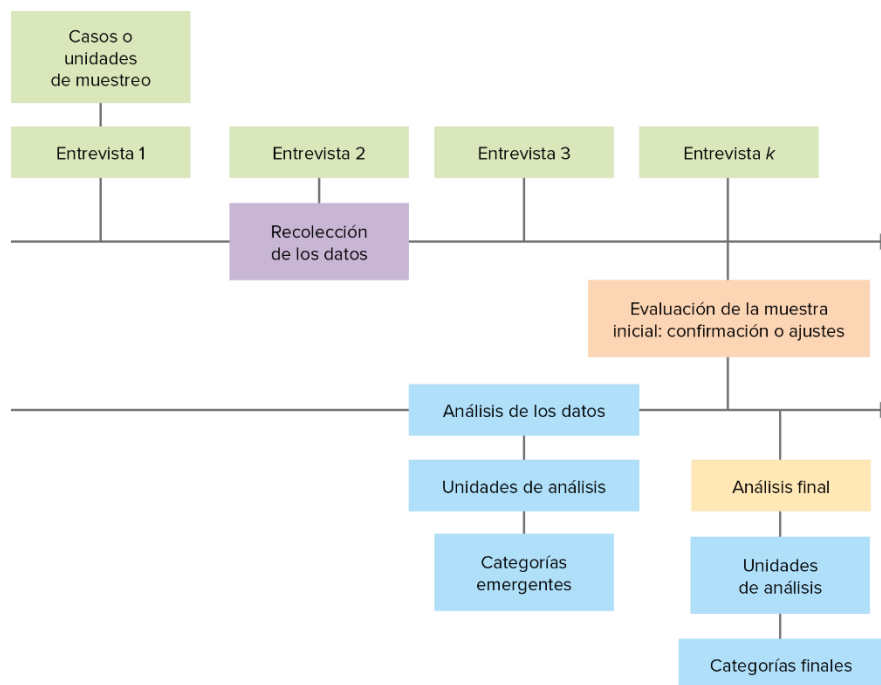 Casos o
unidades
de muestreo
Entrevista 1
Entrevista 2
Entrevista 3
Entrevista k
Recolección
de los datos
Evaluación de la muestra
inicial: confirmación o ajustes
Análisis de los datos
Unidades de análisis
Categorías
emergentes
Análisis final
Unidades
de análisis
Categorías finales